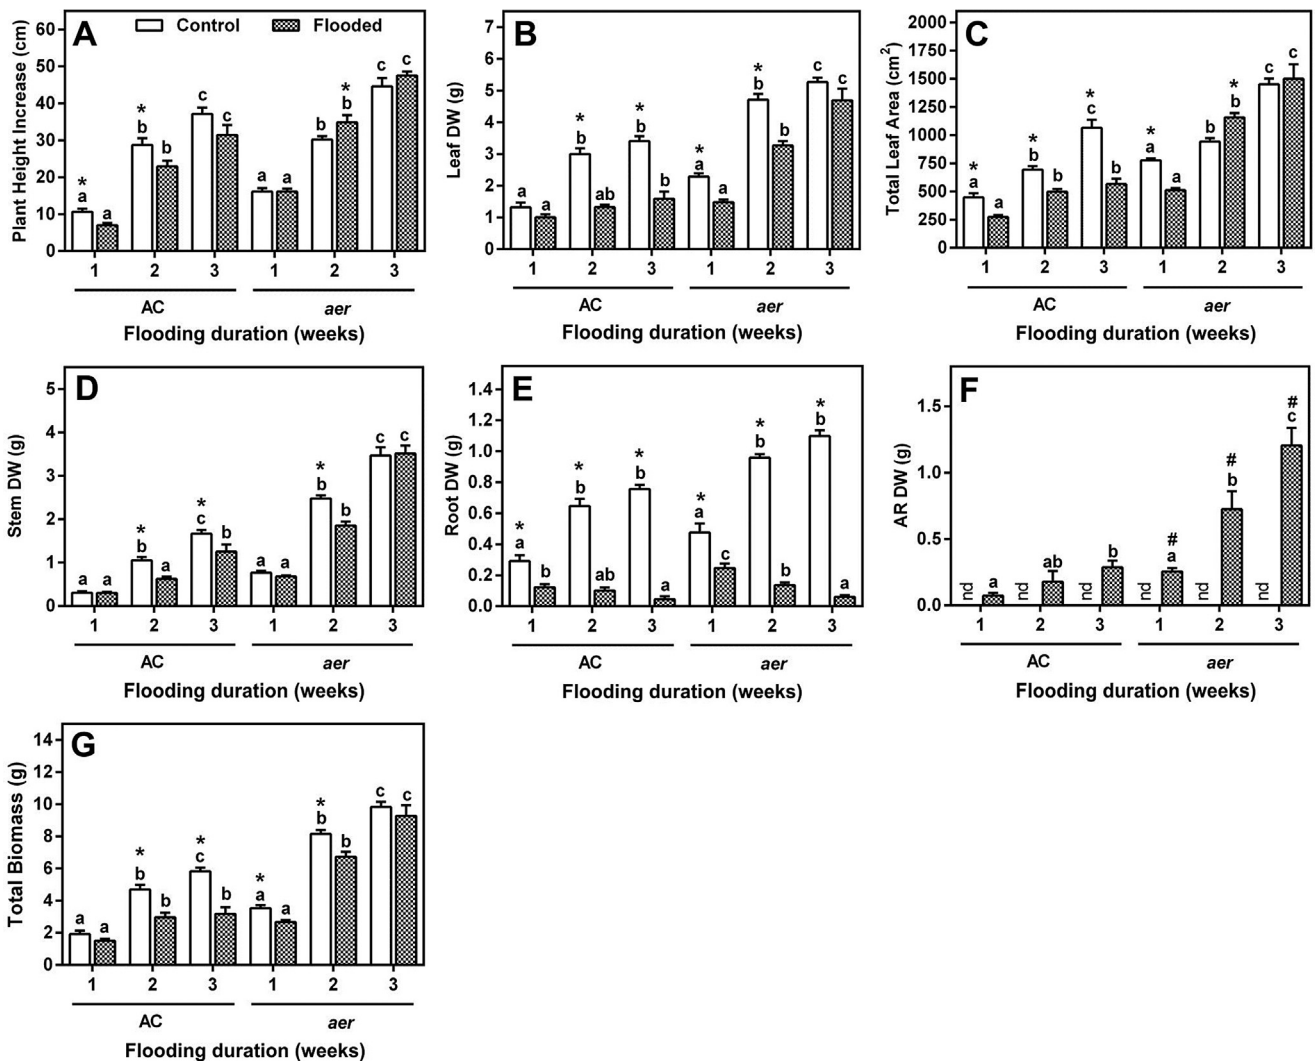 A
Control Flooded
Plant Height Increase (cm)
60
50
40
30
20
10
0
* a a * b b c c a a b * b c c
1 2 3 1 2 3
AC aer
Flooding duration (weeks)
B
Leaf DW (g)
7
6
5
4
3
2
1
0
a a * b ab * b b * a a * b b c c
1 2 3 1 2 3
AC aer
Flooding duration (weeks)
C
Total Leaf Area (cm2)
2000
1750
1500
1250
1000
750
500
250
0
* a a * b b * c b * a a b * b c c
1 2 3 1 2 3
AC aer
Flooding duration (weeks)
D
Stem DW (g)
5
4
3
2
1
0
a a * b a * c b a a * b b c c
1 2 3 1 2 3
AC aer
Flooding duration (weeks)
E
Root DW (g)
1.4
1.2
1.0
0.8
0.6
0.4
0.2
0.0
* a b * b ab * b a * a c * b b * b a
1 2 3 1 2 3
AC aer
Flooding duration (weeks)
F
AR DW (g)
1.5
1.0
0.5
0.0
nd a nd ab nd b nd # a nd # b nd # c
1 2 3 1 2 3
AC aer
Flooding duration (weeks)
G
Total Biomass (g)
14
12
10
8
6
4
2
0
a a * b b * c b * a a * b b c c
1 2 3 1 2 3
AC aer
Flooding duration (weeks)